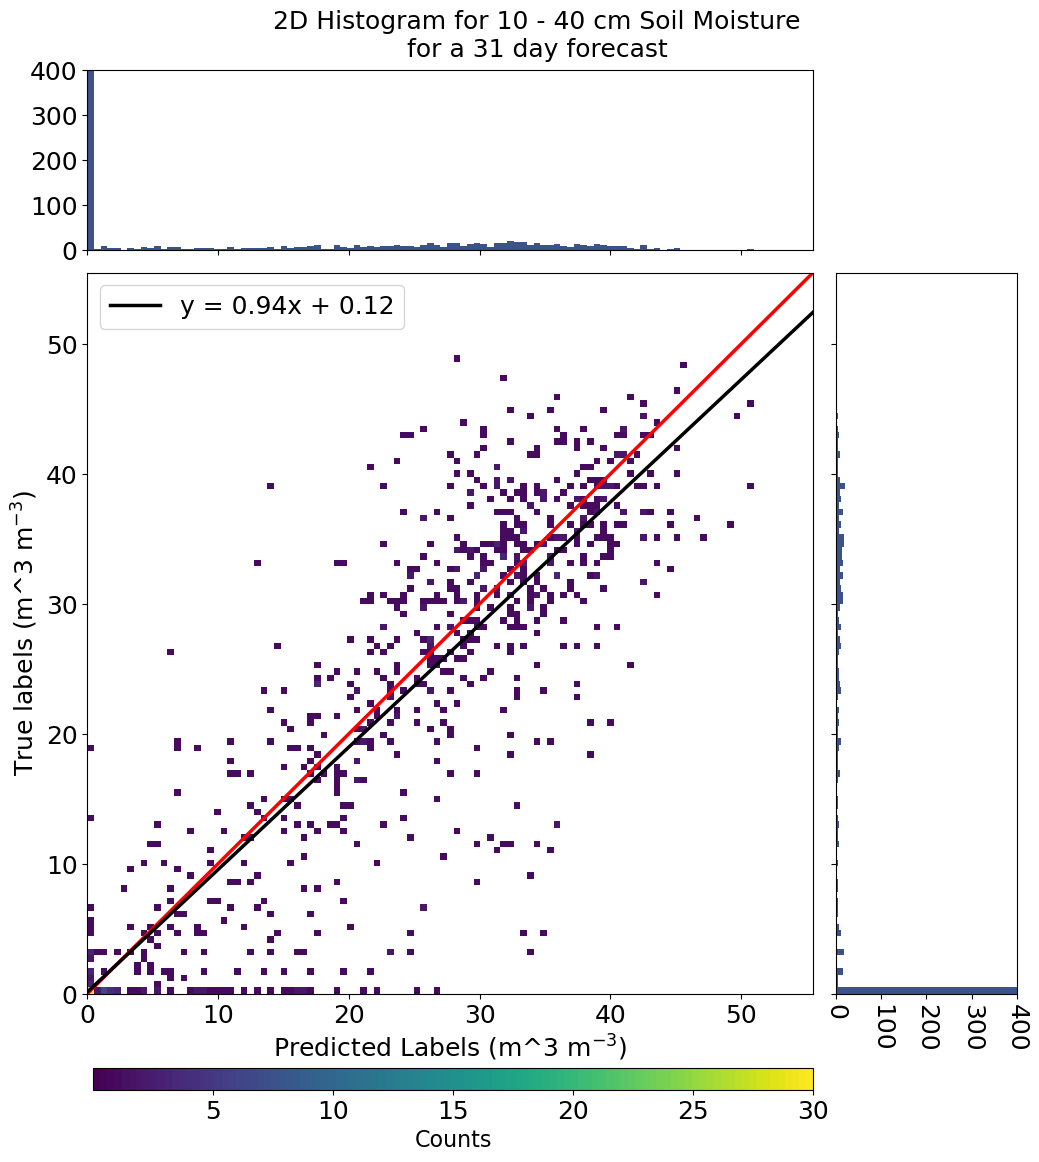 2D Histogram for 10 - 40 cm Soil Moisture
for a 31 day forecast
400
300
200
100
0
y = 0.94x + 0.12
50
40
30
20
10
0
True labels (m^3 m⁻³)
0 10 20 30 40 50
Predicted Labels (m^3 m⁻³)
0 100 200 300 400
5 10 15 20 25 30
Counts